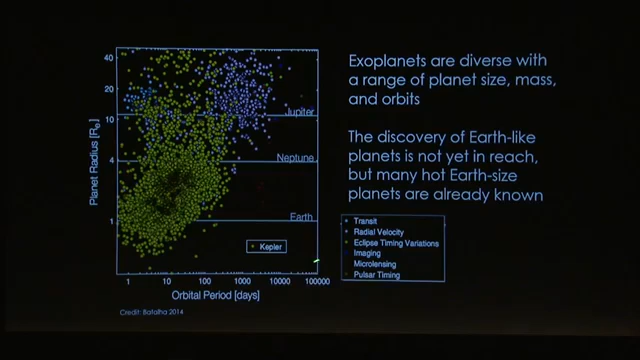 Exoplanets are diverse with
a range of planet size, mass,
and orbits
The discovery of Earth-like
planets is not yet in reach,
but many hot Earth-size
planets are already known
40
20
10
4
1
Planet Radius [R⊕]
Jupiter
Neptune
Earth
Kepler
1
10
100
1000
10000
100000
Orbital Period [days]
Transit
Radial Velocity
Eclipse Timing Variations
Imaging
Microlensing
Pulsar Timing
Credit: Batalha 2014